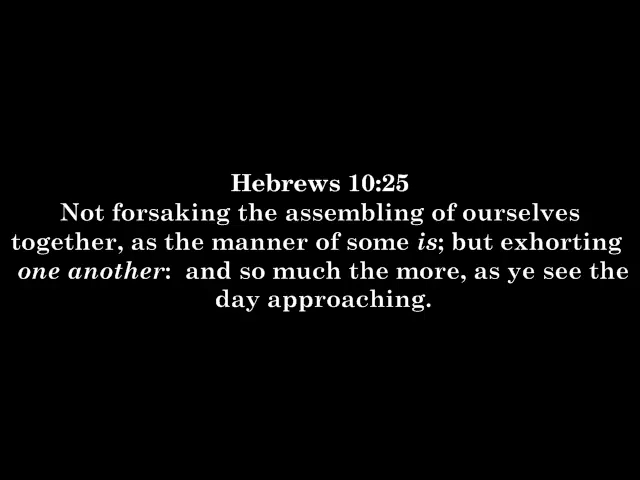 Hebrews 10:25
Not forsaking the assembling of ourselves
together, as the manner of some is; but exhorting
one another:  and so much the more, as ye see the
day approaching.